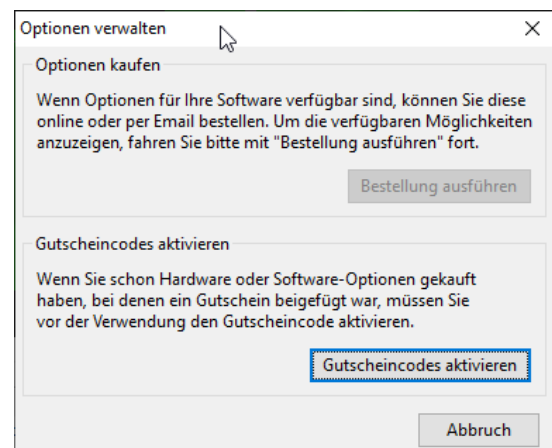 Optionen verwalten
Optionen kaufen
Wenn Optionen für Ihre Software verfügbar sind, können Sie diese
online oder per Email bestellen. Um die verfügbaren Möglichkeiten
anzuzeigen, fahren Sie bitte mit "Bestellung ausführen" fort.
Bestellung ausführen
Gutscheincodes aktivieren
Wenn Sie schon Hardware oder Software-Optionen gekauft
haben, bei denen ein Gutschein beigefügt war, müssen Sie
vor der Verwendung den Gutscheincode aktivieren.
Gutscheincodes aktivieren
Abbruch